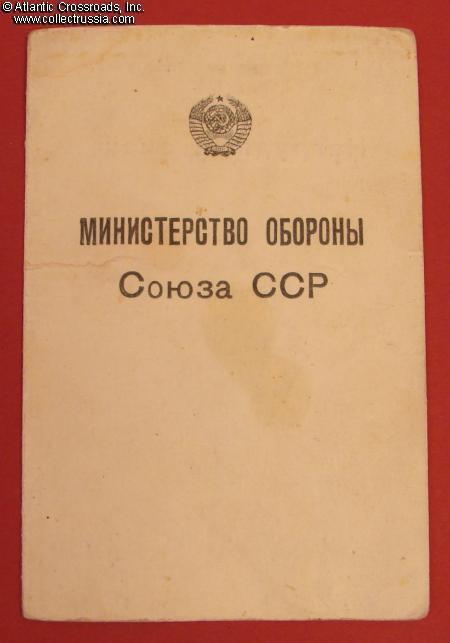 © Atlantic Crossroads, Inc.
www.collectrussia.com
МИНИСТЕРСТВО ОБОРОНЫ
Союза ССР